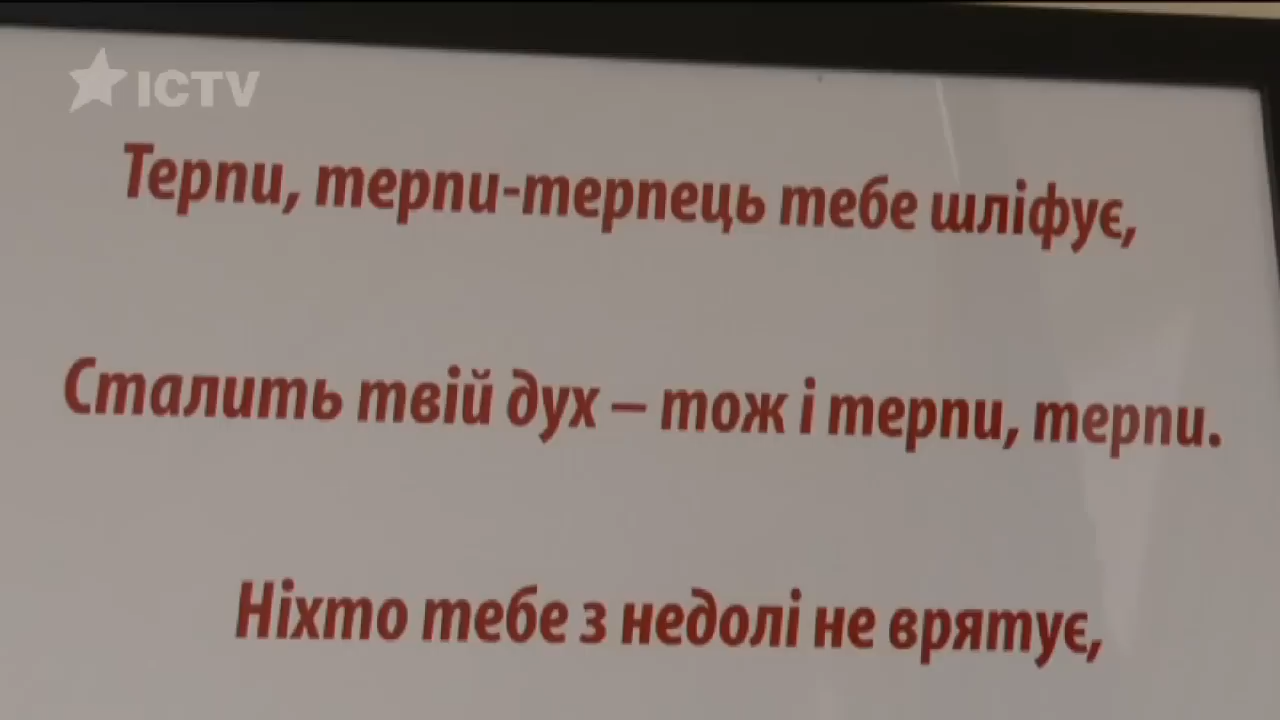 ICTV
Терпи, терпи-терпець тебе шліфує,
Сталить твій дух – тож і терпи, терпи.
Ніхто тебе з недолі не врятує,